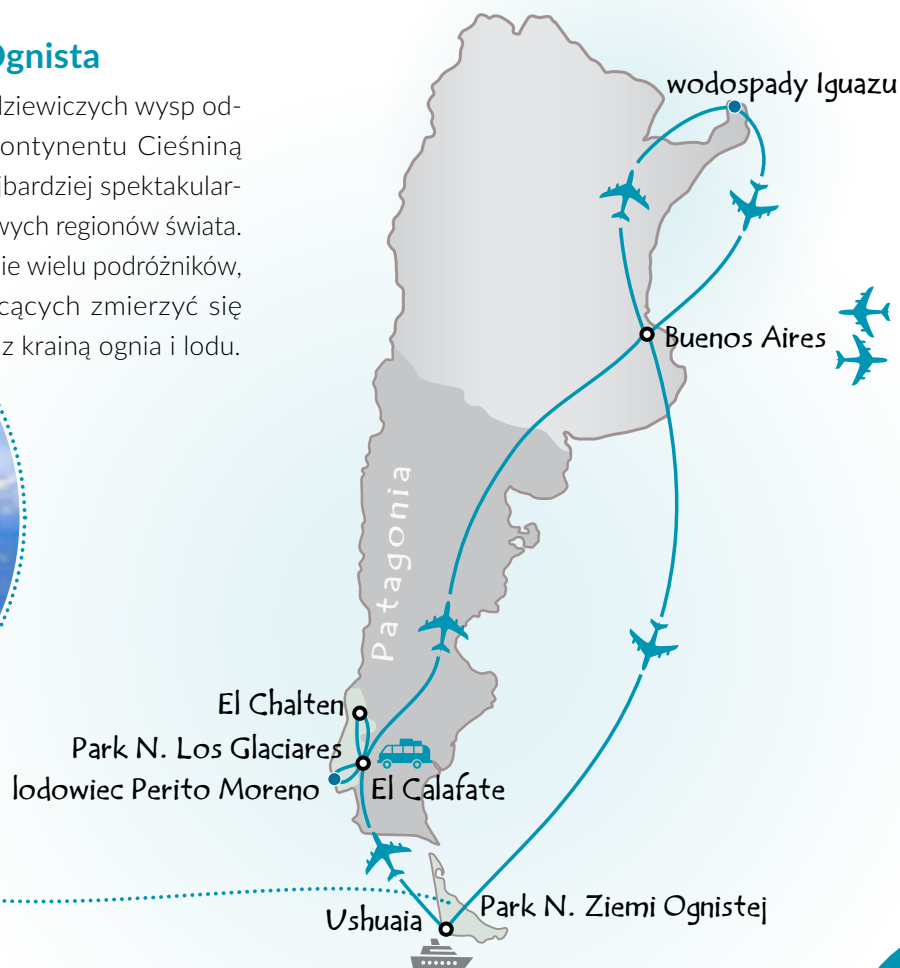 Ognista
dziewiczych wysp od-
ontynentu Cieśniną
jbardziej spektakular-
wych regionów świata.
ie wielu podróżników,
cących zmierzyć się
z krainą ognia i lodu.
wodospady Iguazu
Buenos Aires
Patagonia
El Chalten
Park N. Los Glaciares
lodowiec Perito Moreno
El Calafate
Ushuaia
Park N. Ziemi Ognistej